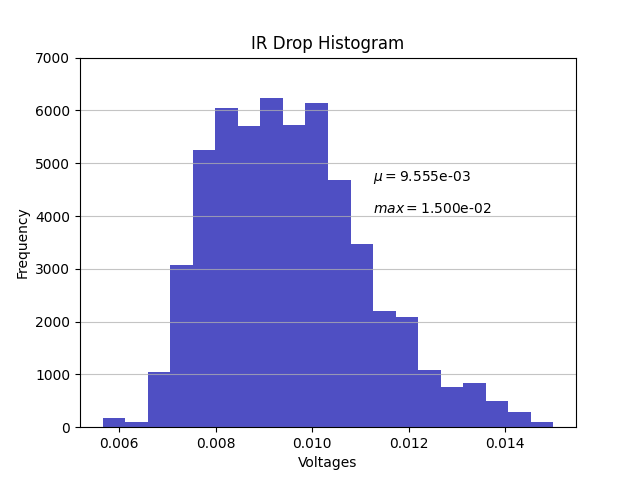 IR Drop Histogram
7000
6000
5000
4000
3000
2000
1000
0
Frequency
μ = 9.555e-03
max = 1.500e-02
0.006 0.008 0.010 0.012 0.014
Voltages